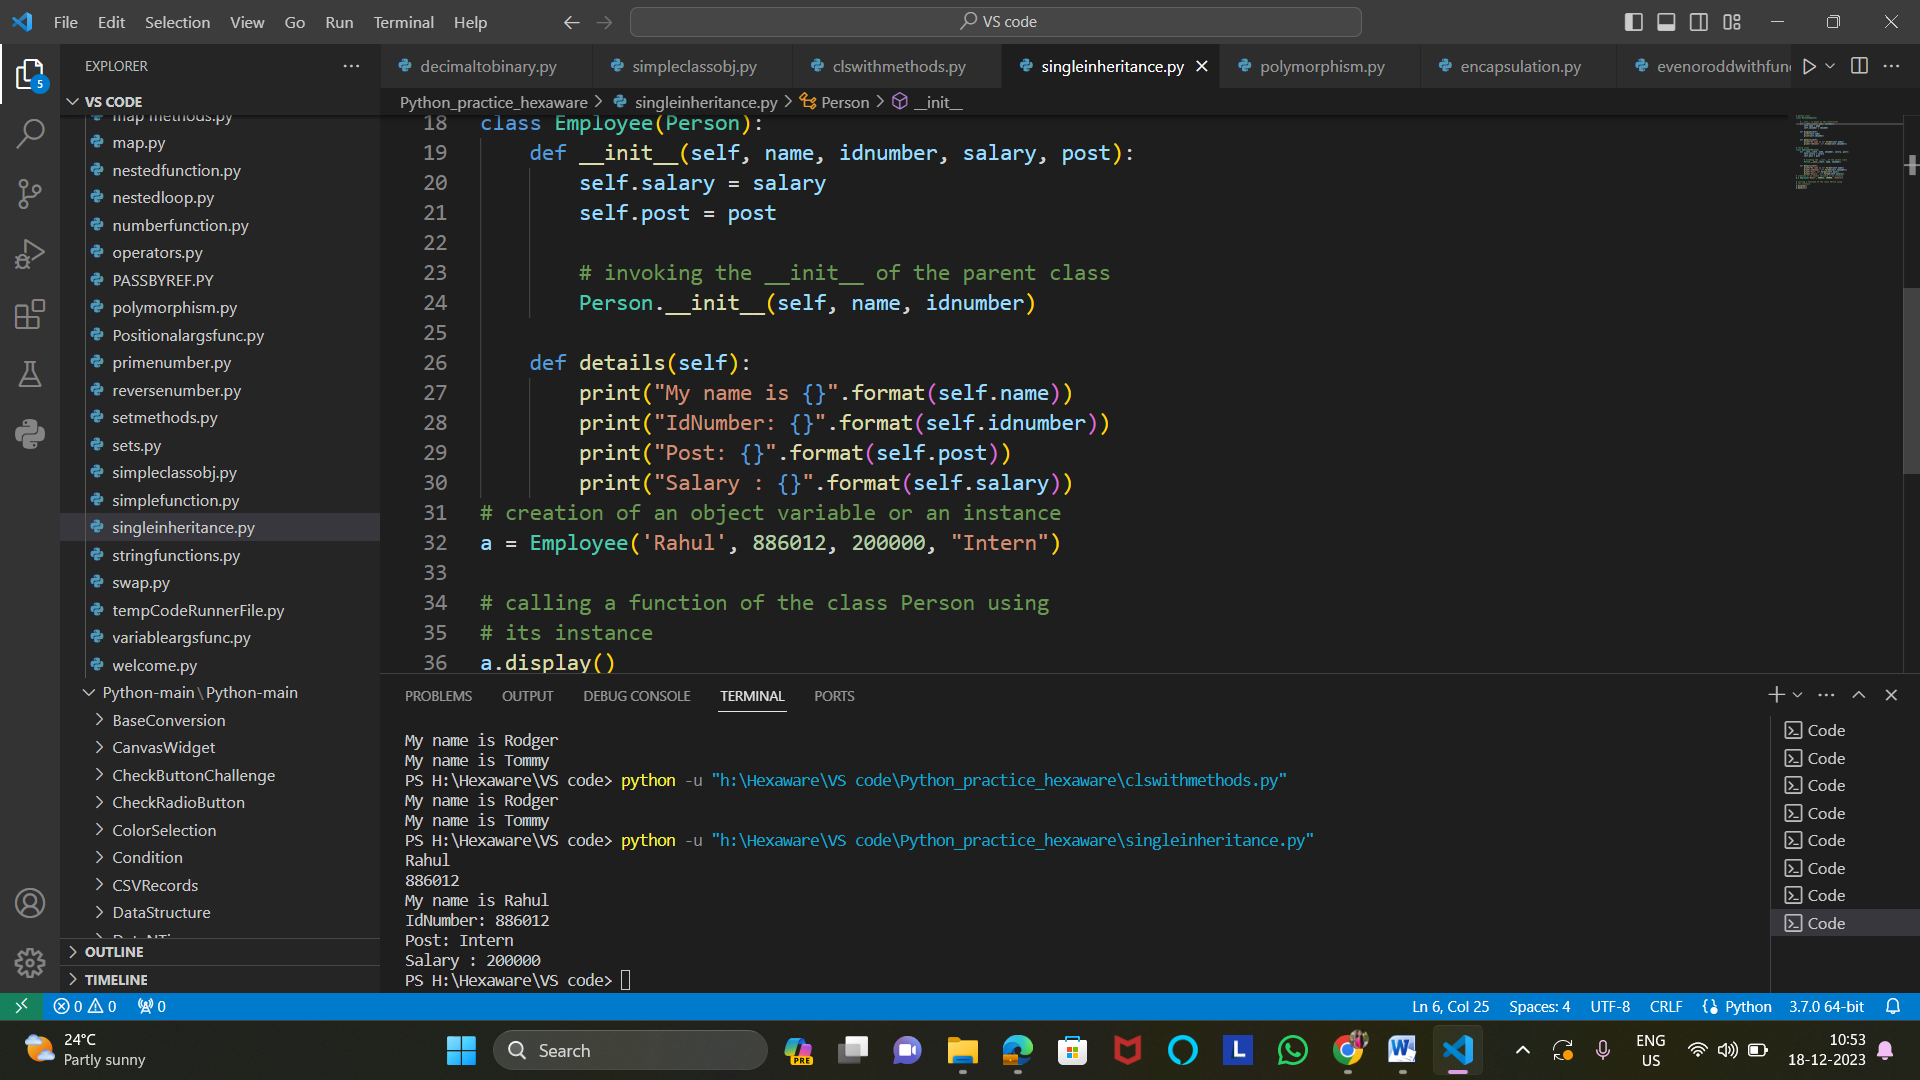 File Edit Selection View Go Run Terminal Help
VS code
EXPLORER
decimaltobinary.py simpleclassobj.py clswithmethods.py singleinheritance.py polymorphism.py encapsulation.py evenoroddwithfun
Python_practice_hexaware > singleinheritance.py > Person > __init__
VS CODE
5
map methods.py
map.py
nestedfunction.py
nestedloop.py
numberfunction.py
operators.py
PASSBYREF.PY
polymorphism.py
Positionalargsfunc.py
primenumber.py
reversenumber.py
setmethods.py
sets.py
simpleclassobj.py
simplefunction.py
singleinheritance.py
stringfunctions.py
swap.py
tempCodeRunnerFile.py
variableargsfunc.py
welcome.py
Python-main\Python-main
BaseConversion
CanvasWidget
CheckButtonChallenge
CheckRadioButton
ColorSelection
Condition
CSVRecords
DataStructure
OUTLINE
TIMELINE
18 class Employee(Person):
19 def __init__(self, name, idnumber, salary, post):
20 self.salary = salary
21 self.post = post
22
23 # invoking the __init__ of the parent class
24 Person.__init__(self, name, idnumber)
25
26 def details(self):
27 print("My name is {}".format(self.name))
28 print("IdNumber: {}".format(self.idnumber))
29 print("Post: {}".format(self.post))
30 print("Salary : {}".format(self.salary))
31 # creation of an object variable or an instance
32 a = Employee('Rahul', 886012, 200000, "Intern")
33
34 # calling a function of the class Person using
35 # its instance
36 a.display()
PROBLEMS OUTPUT DEBUG CONSOLE TERMINAL PORTS
My name is Rodger
My name is Tommy
PS H:\Hexaware\VS code> python -u "h:\Hexaware\VS code\Python_practice_hexaware\clswithmethods.py"
My name is Rodger
My name is Tommy
PS H:\Hexaware\VS code> python -u "h:\Hexaware\VS code\Python_practice_hexaware\singleinheritance.py"
Rahul
886012
My name is Rahul
IdNumber: 886012
Post: Intern
Salary : 200000
PS H:\Hexaware\VS code>
Code
Code
Code
Code
Code
Code
Code
Code
0 0 0
Ln 6, Col 25 Spaces: 4 UTF-8 CRLF Python 3.7.0 64-bit
24°C
Partly sunny
Search
PRE
L
ENG
US
10:53
18-12-2023